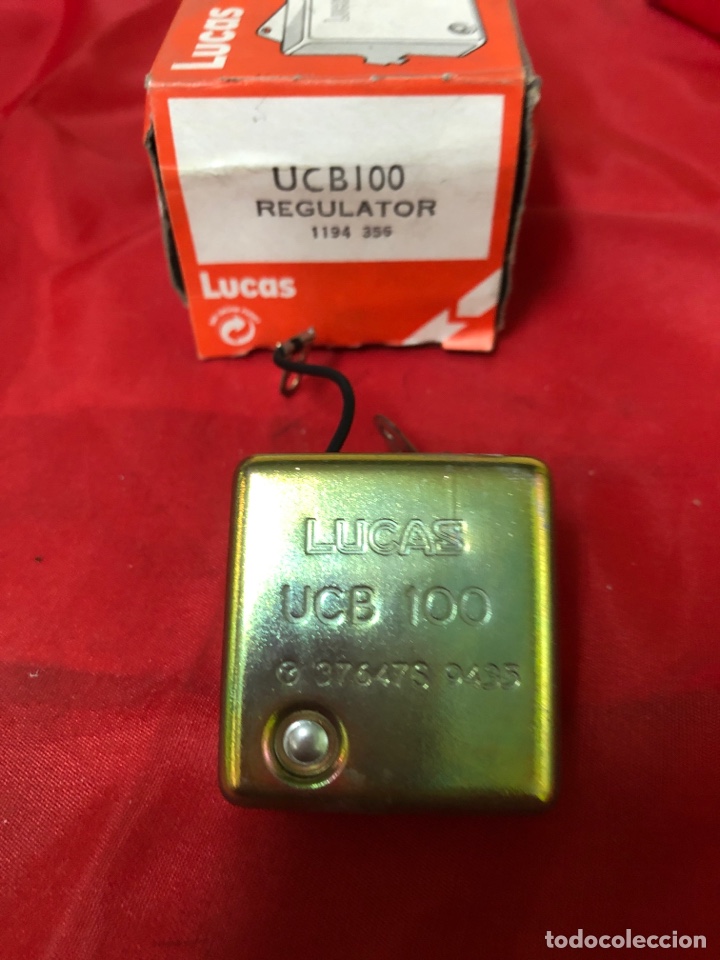 Lucas
UCB100
REGULATOR
1194 356
Lucas
LUCAS
UCB 100
37647S 9435
todocoleccion